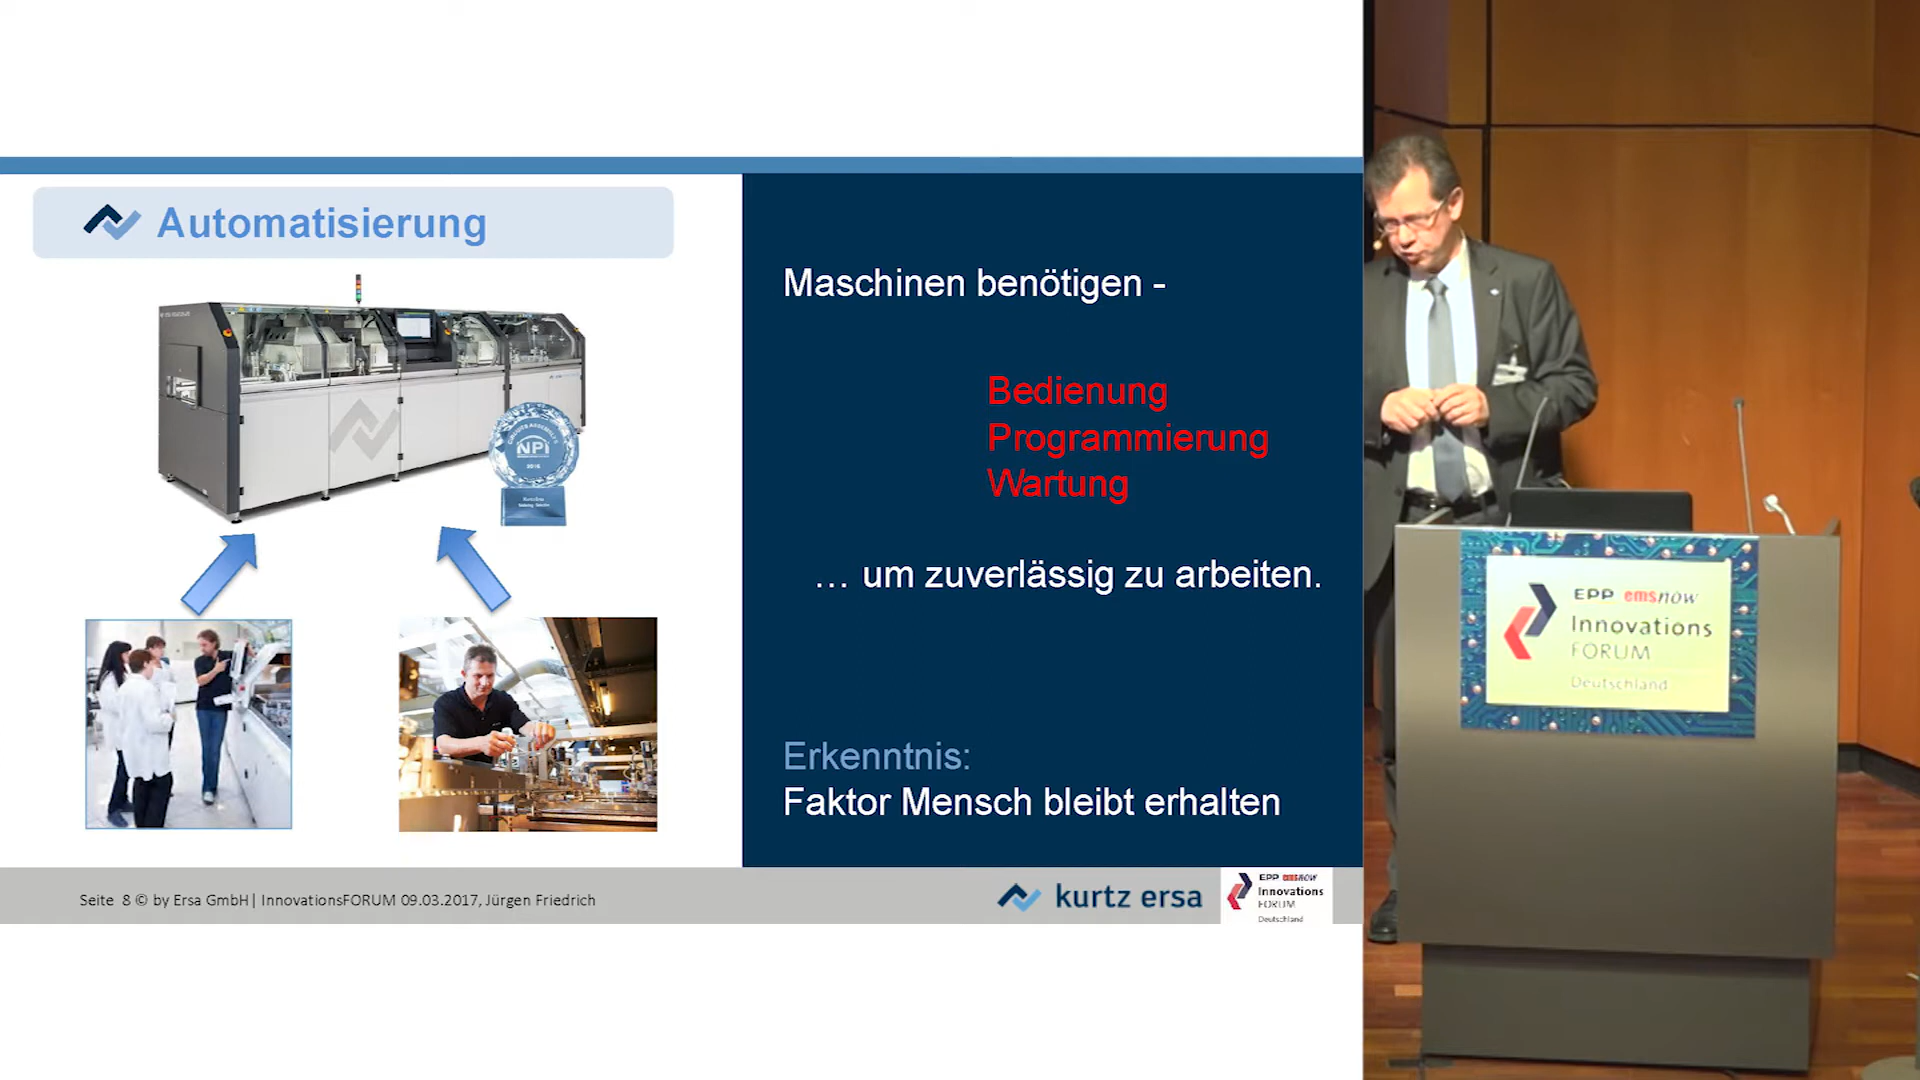 Automatisierung
NPI
2016
Maschinen benötigen -
Bedienung
Programmierung
Wartung
… um zuverlässig zu arbeiten.
Erkenntnis:
Faktor Mensch bleibt erhalten
Seite 8 © by Ersa GmbH| InnovationsFORUM 09.03.2017, Jürgen Friedrich
kurtz ersa
EPP emsnow
Innovations
FORUM
Deutschland
EPP emsnow
Innovations
FORUM
Deutschland